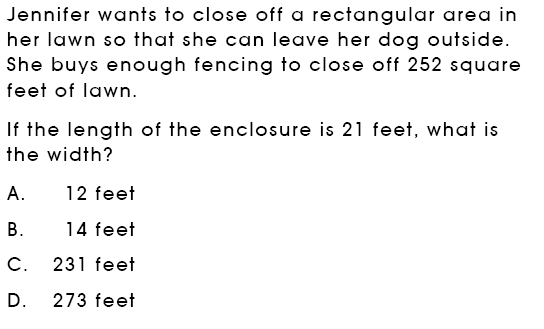 Jennifer wants to close off a rectangular area in
her lawn so that she can leave her dog outside.
She buys enough fencing to close off 252 square
feet of lawn.
If the length of the enclosure is 21 feet, what is
the width?
A. 12 feet
B. 14 feet
C. 231 feet
D. 273 feet